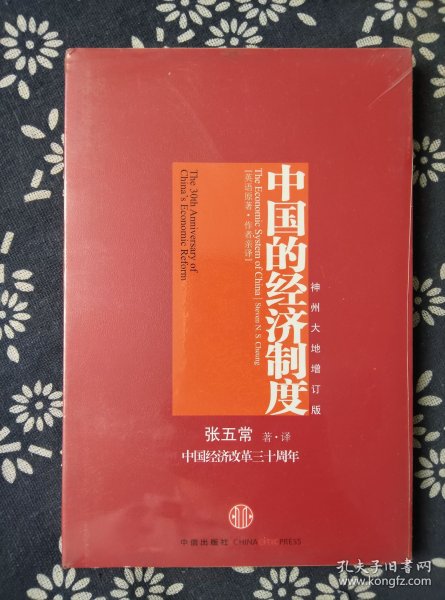 中国的经济制度
神州大地增订版
The Economic System of China | Steven N. S. Cheung
[英语原著·作者亲译]
The 30th Anniversary of
China's Economic Reform
张五常 著·译
中国经济改革三十周年
中信出版社 CHINA CITIC PRESS
孔夫子旧书网
www.kongfz.com